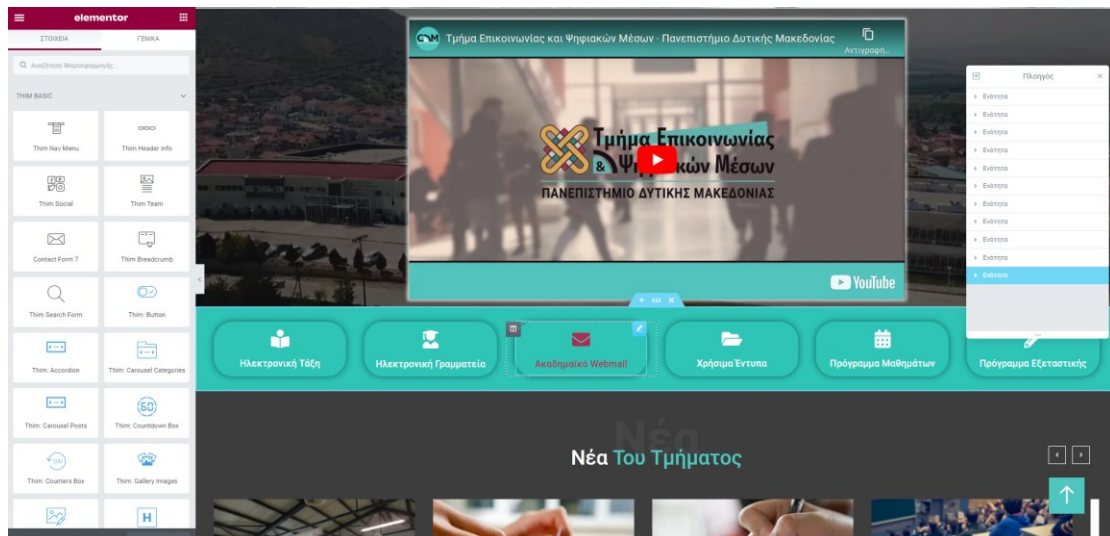 elementor
ΣΤΟΙΧΕΙΑ ΓΕΝΙΚΑ
Αναζήτηση Μικροεφαρμογής...
THIM BASIC
Thim Nav Menu
Thim Header Info
Thim Social
Thim Team
Contact Form 7
Thim Breadcrumb
Thim Search Form
Thim: Button
Thim: Accordion
Thim: Carousel Categories
Thim: Carousel Posts
Thim: Countdown Box
Thim: Counters Box
Thim: Gallery Images
Τμήμα Επικοινωνίας και Ψηφιακών Μέσων - Πανεπιστήμιο Δυτικής Μακεδονίας
Αντιγραφή...
Τμήμα Επικοινωνίας
& Ψηφιακών Μέσων
ΠΑΝΕΠΙΣΤΗΜΙΟ ΔΥΤΙΚΗΣ ΜΑΚΕΔΟΝΙΑΣ
YouTube
Πλοηγός
Ενότητα
Ενότητα
Ενότητα
Ενότητα
Ενότητα
Ενότητα
Ενότητα
Ενότητα
Ενότητα
Ενότητα
Ενότητα
Ηλεκτρονική Τάξη
Ηλεκτρονική Γραμματεία
Ακαδημαϊκό Webmail
Χρήσιμα Έντυπα
Πρόγραμμα Μαθημάτων
Πρόγραμμα Εξεταστικής
Νέα
Νέα Του Τμήματος